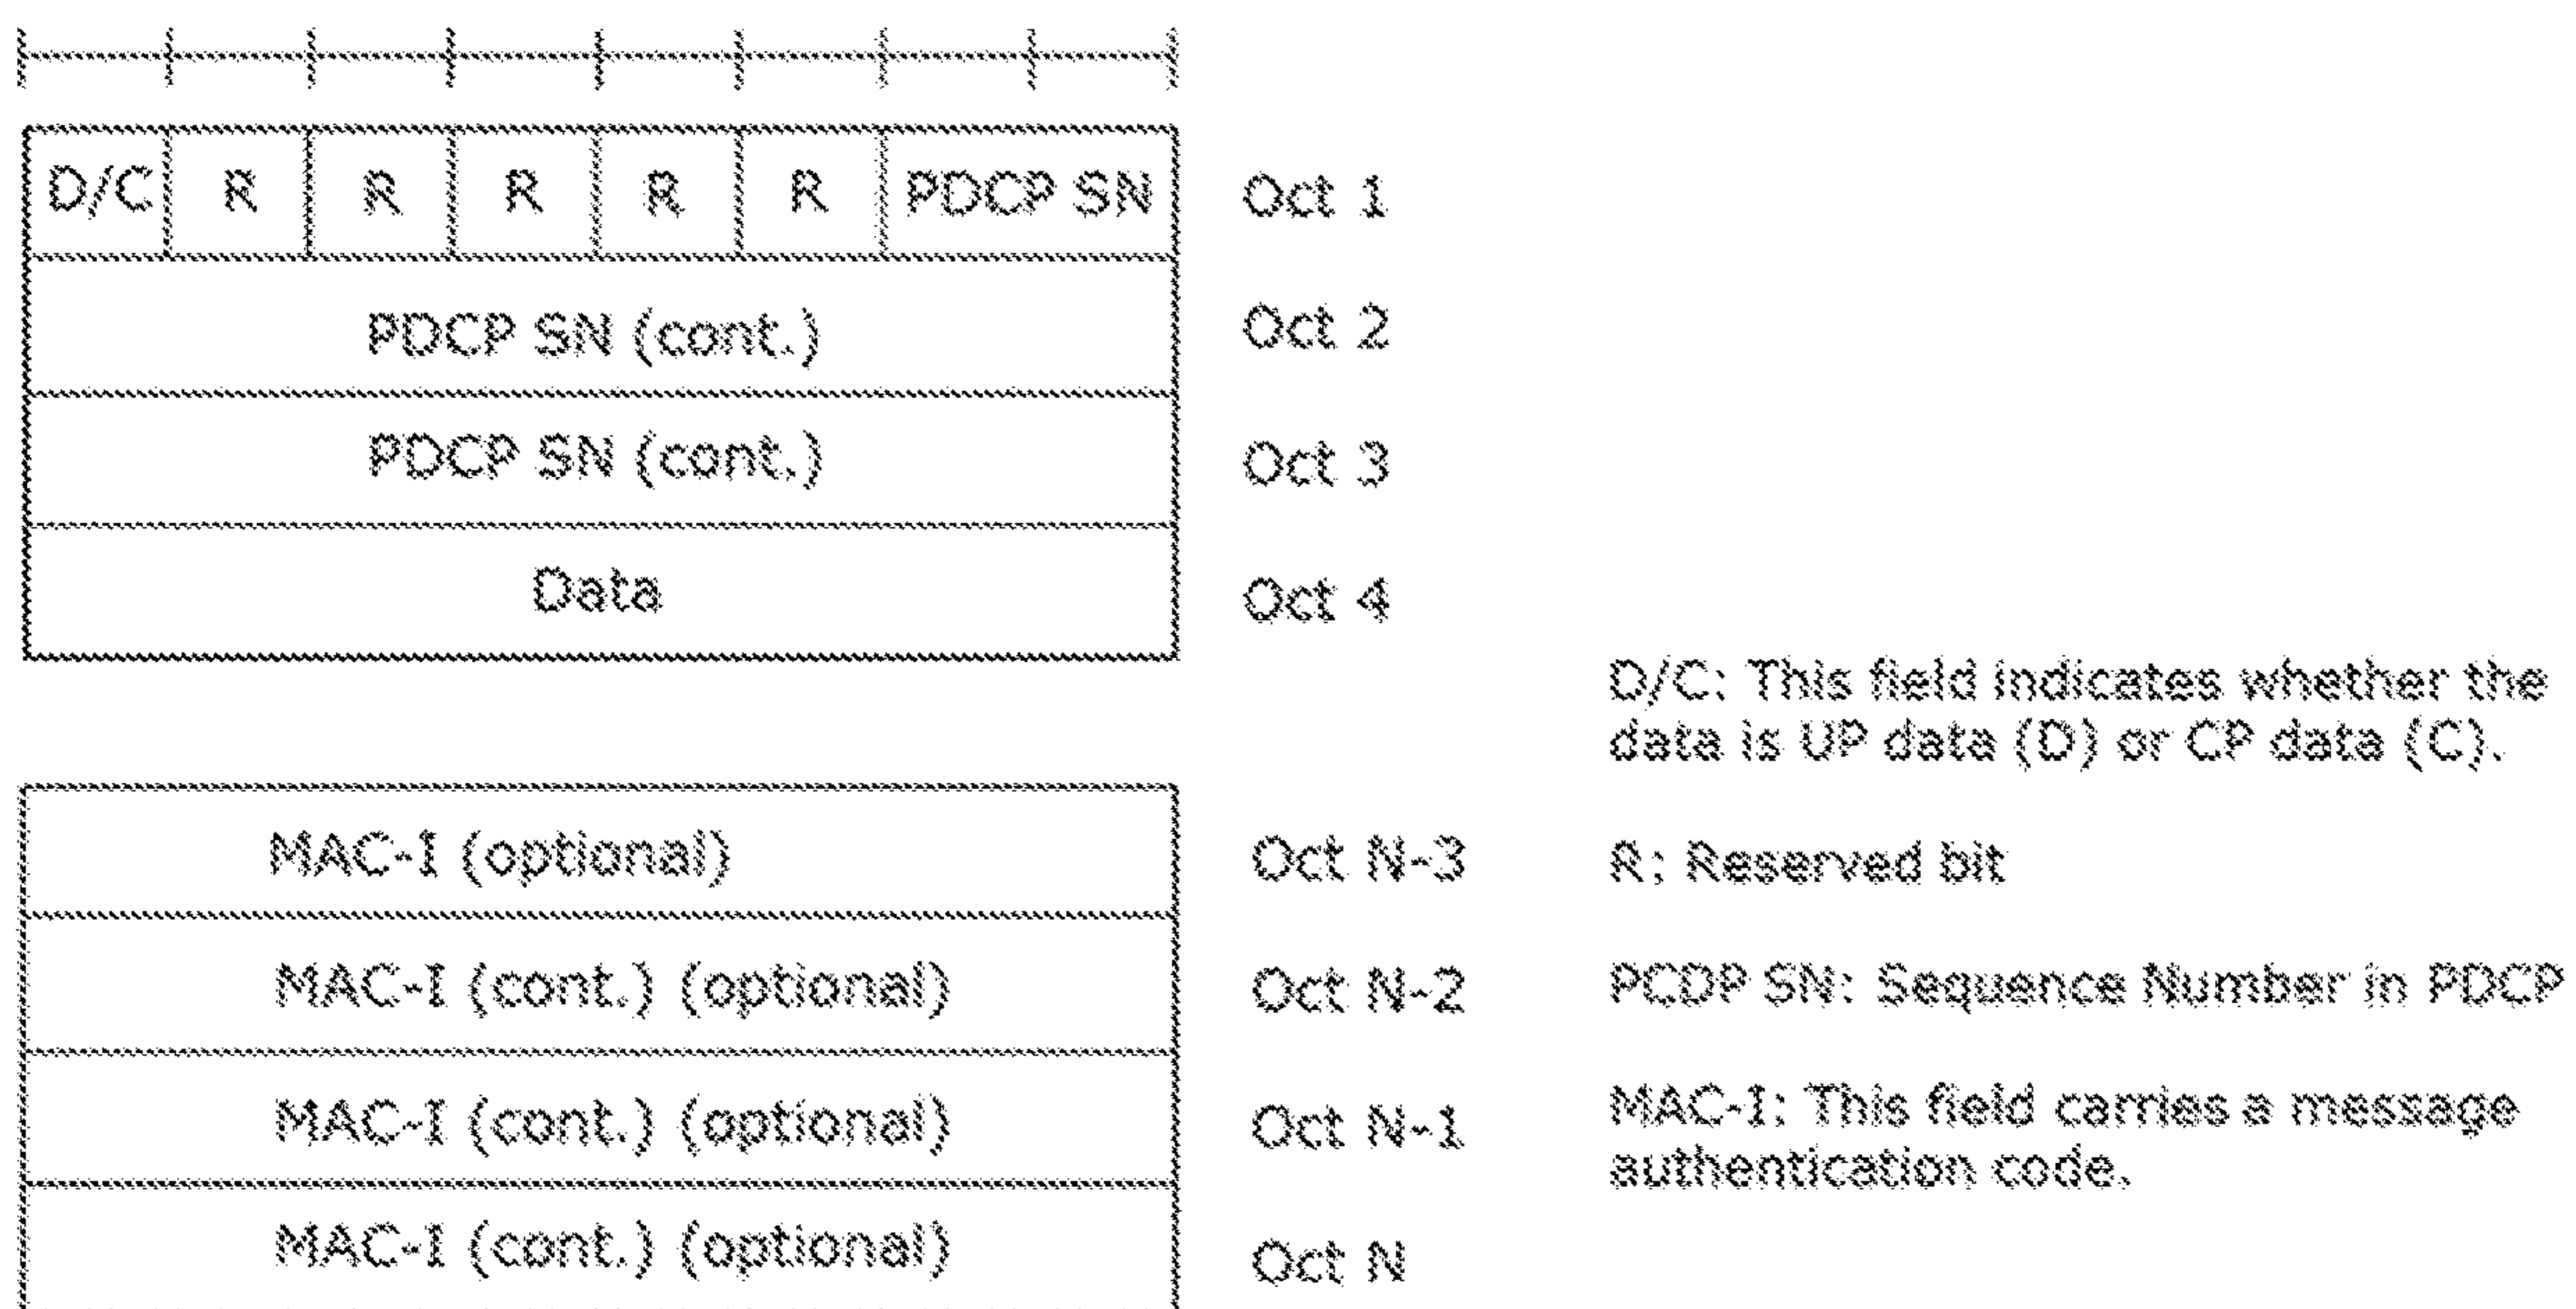 D/C R R R R R PDCP SN Oct 1
PDCP SN (cont.) Oct 2
PDCP SN (cont.) Oct 3
Data Oct 4
D/C: This field indicates whether the
data is UP data (D) or CP data (C).
MAC-I (optional) Oct N-3
R: Reserved bit
MAC-I (cont.) (optional) Oct N-2
PCDP SN: Sequence Number in PDCP
MAC-I (cont.) (optional) Oct N-1
MAC-I: This field carries a message
authentication code.
MAC-I (cont.) (optional) Oct N